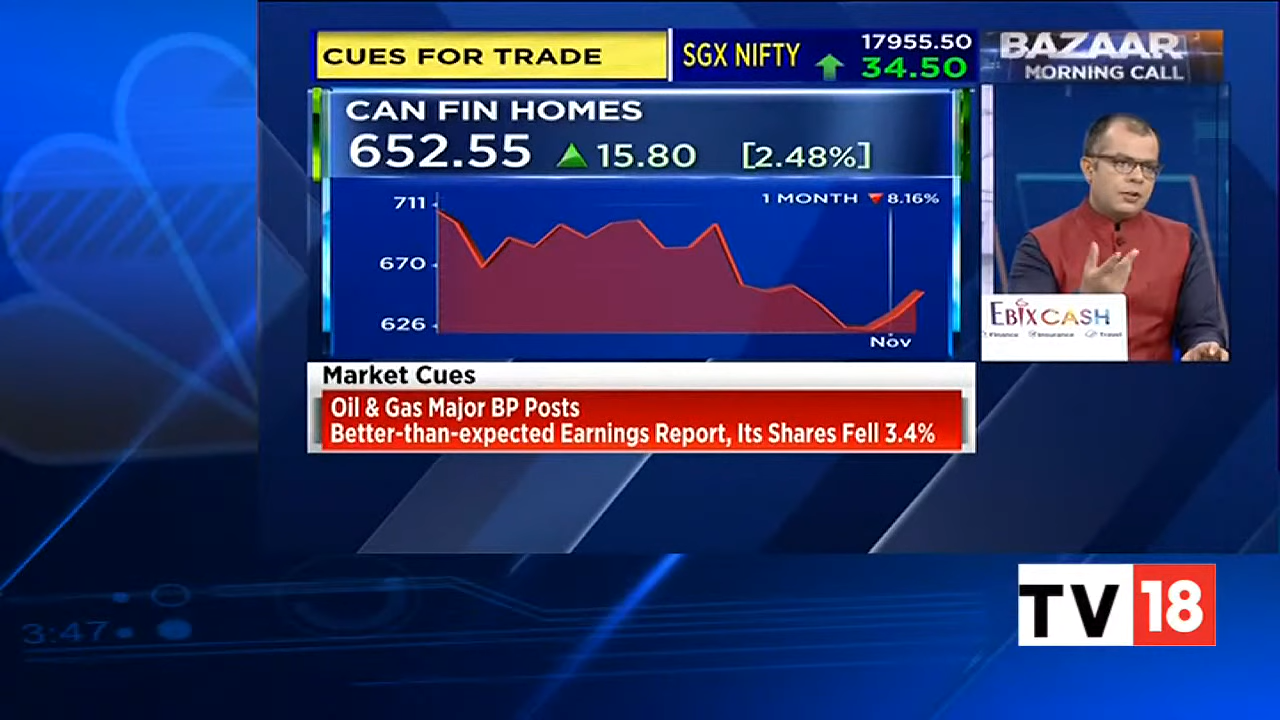 CUES FOR TRADE
SGX NIFTY
17955.50
34.50
BAZAAR
MORNING CALL
CAN FIN HOMES
652.55 15.80 [2.48%]
1 MONTH 8.16%
711
670
626
Nov
EBIXCASH
Finance Insurance Travel
Market Cues
Oil & Gas Major BP Posts
Better-than-expected Earnings Report, Its Shares Fell 3.4%
3:47
TV18